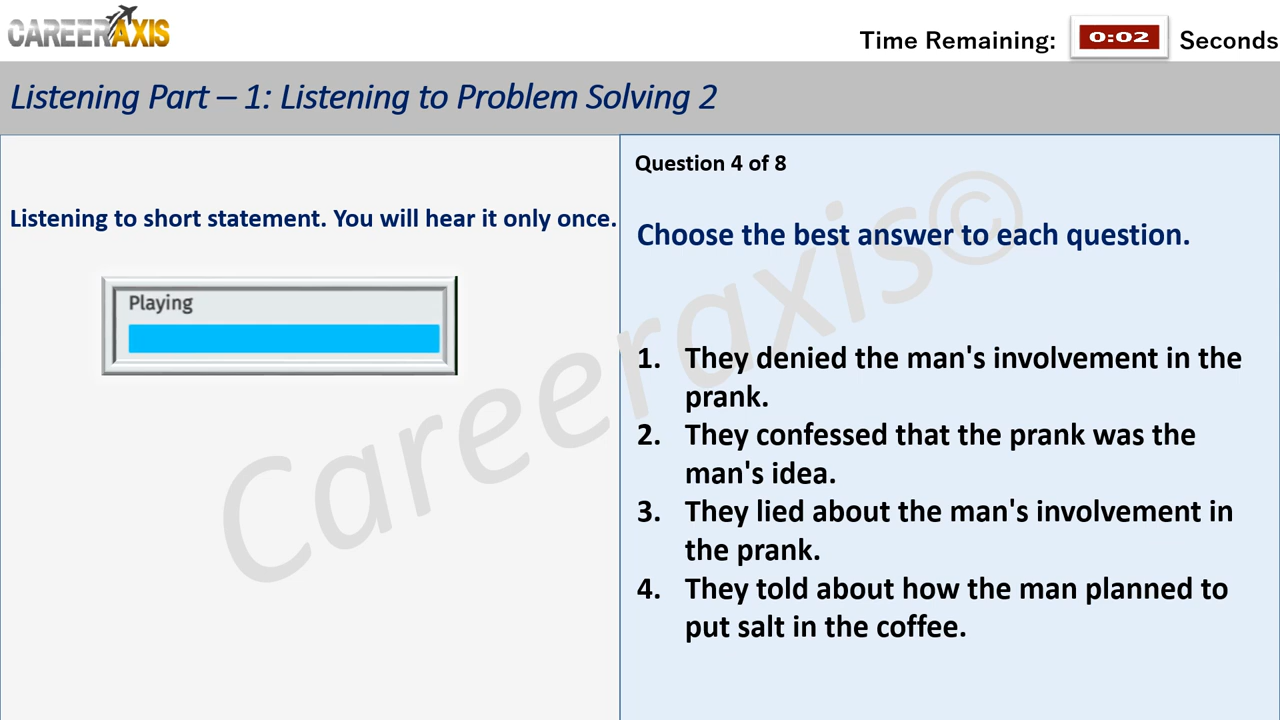 CAREERAXIS
Time Remaining: 0:02 Seconds
Listening Part – 1: Listening to Problem Solving 2
Listening to short statement. You will hear it only once.
Playing
Question 4 of 8
Choose the best answer to each question.
1. They denied the man's involvement in the
prank.
2. They confessed that the prank was the
man's idea.
3. They lied about the man's involvement in
the prank.
4. They told about how the man planned to
put salt in the coffee.
Careeraxis©